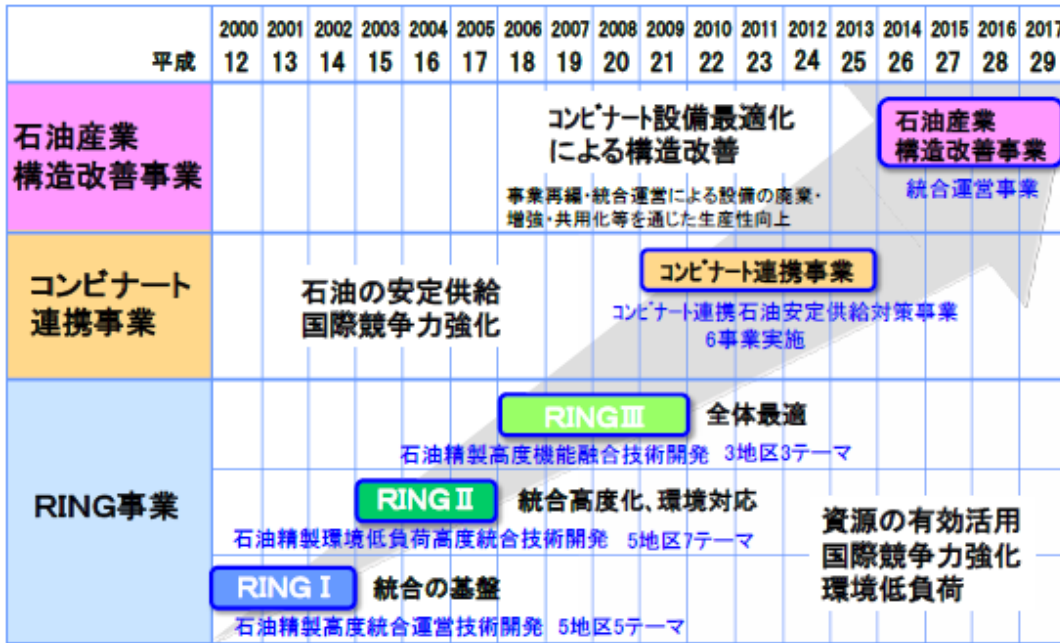 2000 2001 2002 2003 2004 2005 2006 2007 2008 2009 2010 2011 2012 2013 2014 2015 2016 2017
平成 12 13 14 15 16 17 18 19 20 21 22 23 24 25 26 27 28 29
石油産業
構造改善事業
コンビナート設備最適化
による構造改善
事業再編・統合運営による設備の廃棄・
増強・共用化等を通じた生産性向上
石油産業
構造改善事業
統合運営事業
コンビナート
連携事業
石油の安定供給
国際競争力強化
コンビナート連携事業
コンビナート連携石油安定供給対策事業
6事業実施
RING事業
RINGⅢ 全体最適
石油精製高度機能融合技術開発 3地区3テーマ
RINGⅡ 統合高度化、環境対応
石油精製環境低負荷高度統合技術開発 5地区7テーマ
RINGⅠ 統合の基盤
石油精製高度統合運営技術開発 5地区5テーマ
資源の有効活用
国際競争力強化
環境低負荷